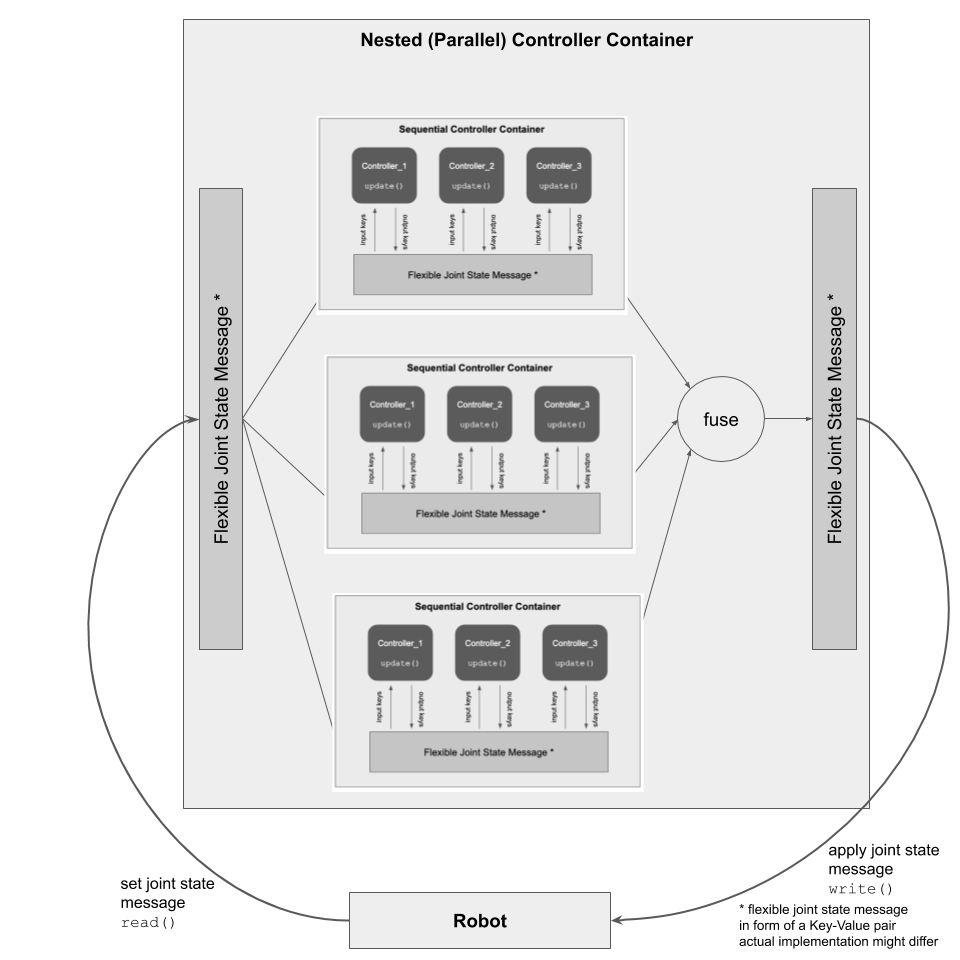 Nested (Parallel) Controller Container
Flexible Joint State Message *
Sequential Controller Container
Controller_1
update()
Controller_2
update()
Controller_3
update()
input keys
output keys
input keys
output keys
input keys
output keys
Flexible Joint State Message *
Sequential Controller Container
Controller_1
update()
Controller_2
update()
Controller_3
update()
input keys
output keys
input keys
output keys
input keys
output keys
Flexible Joint State Message *
Sequential Controller Container
Controller_1
update()
Controller_2
update()
Controller_3
update()
input keys
output keys
input keys
output keys
input keys
output keys
Flexible Joint State Message *
fuse
Flexible Joint State Message *
set joint state
message
read()
Robot
apply joint state
message
write()
* flexible joint state message
in form of a Key-Value pair
actual implementation might differ